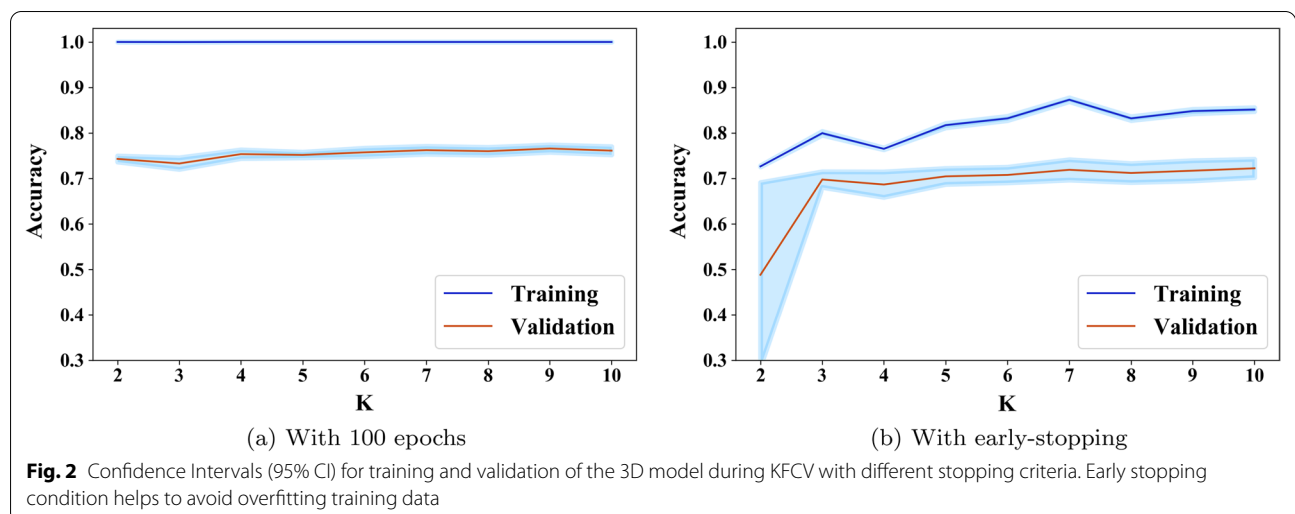 1.0
0.9
0.8
0.7
0.6
0.5
0.4
0.3
Accuracy
Training
Validation
2 3 4 5 6 7 8 9 10
K
(a) With 100 epochs
1.0
0.9
0.8
0.7
0.6
0.5
0.4
0.3
Accuracy
Training
Validation
2 3 4 5 6 7 8 9 10
K
(b) With early-stopping
Fig. 2 Confidence Intervals (95% CI) for training and validation of the 3D model during KFCV with different stopping criteria. Early stopping
condition helps to avoid overfitting training data